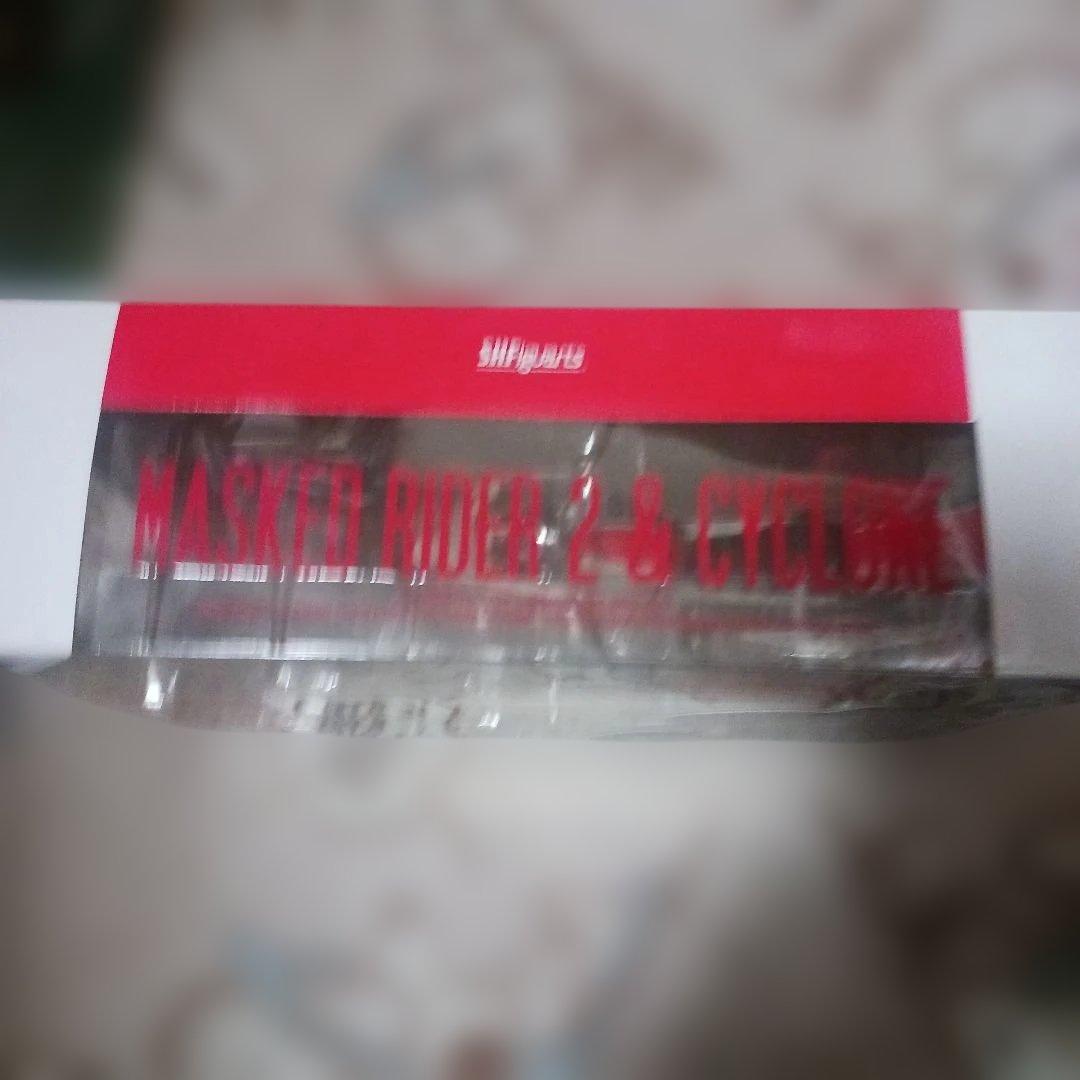 S.H.Figuarts
MASKED RIDER 2 & CYCLONE